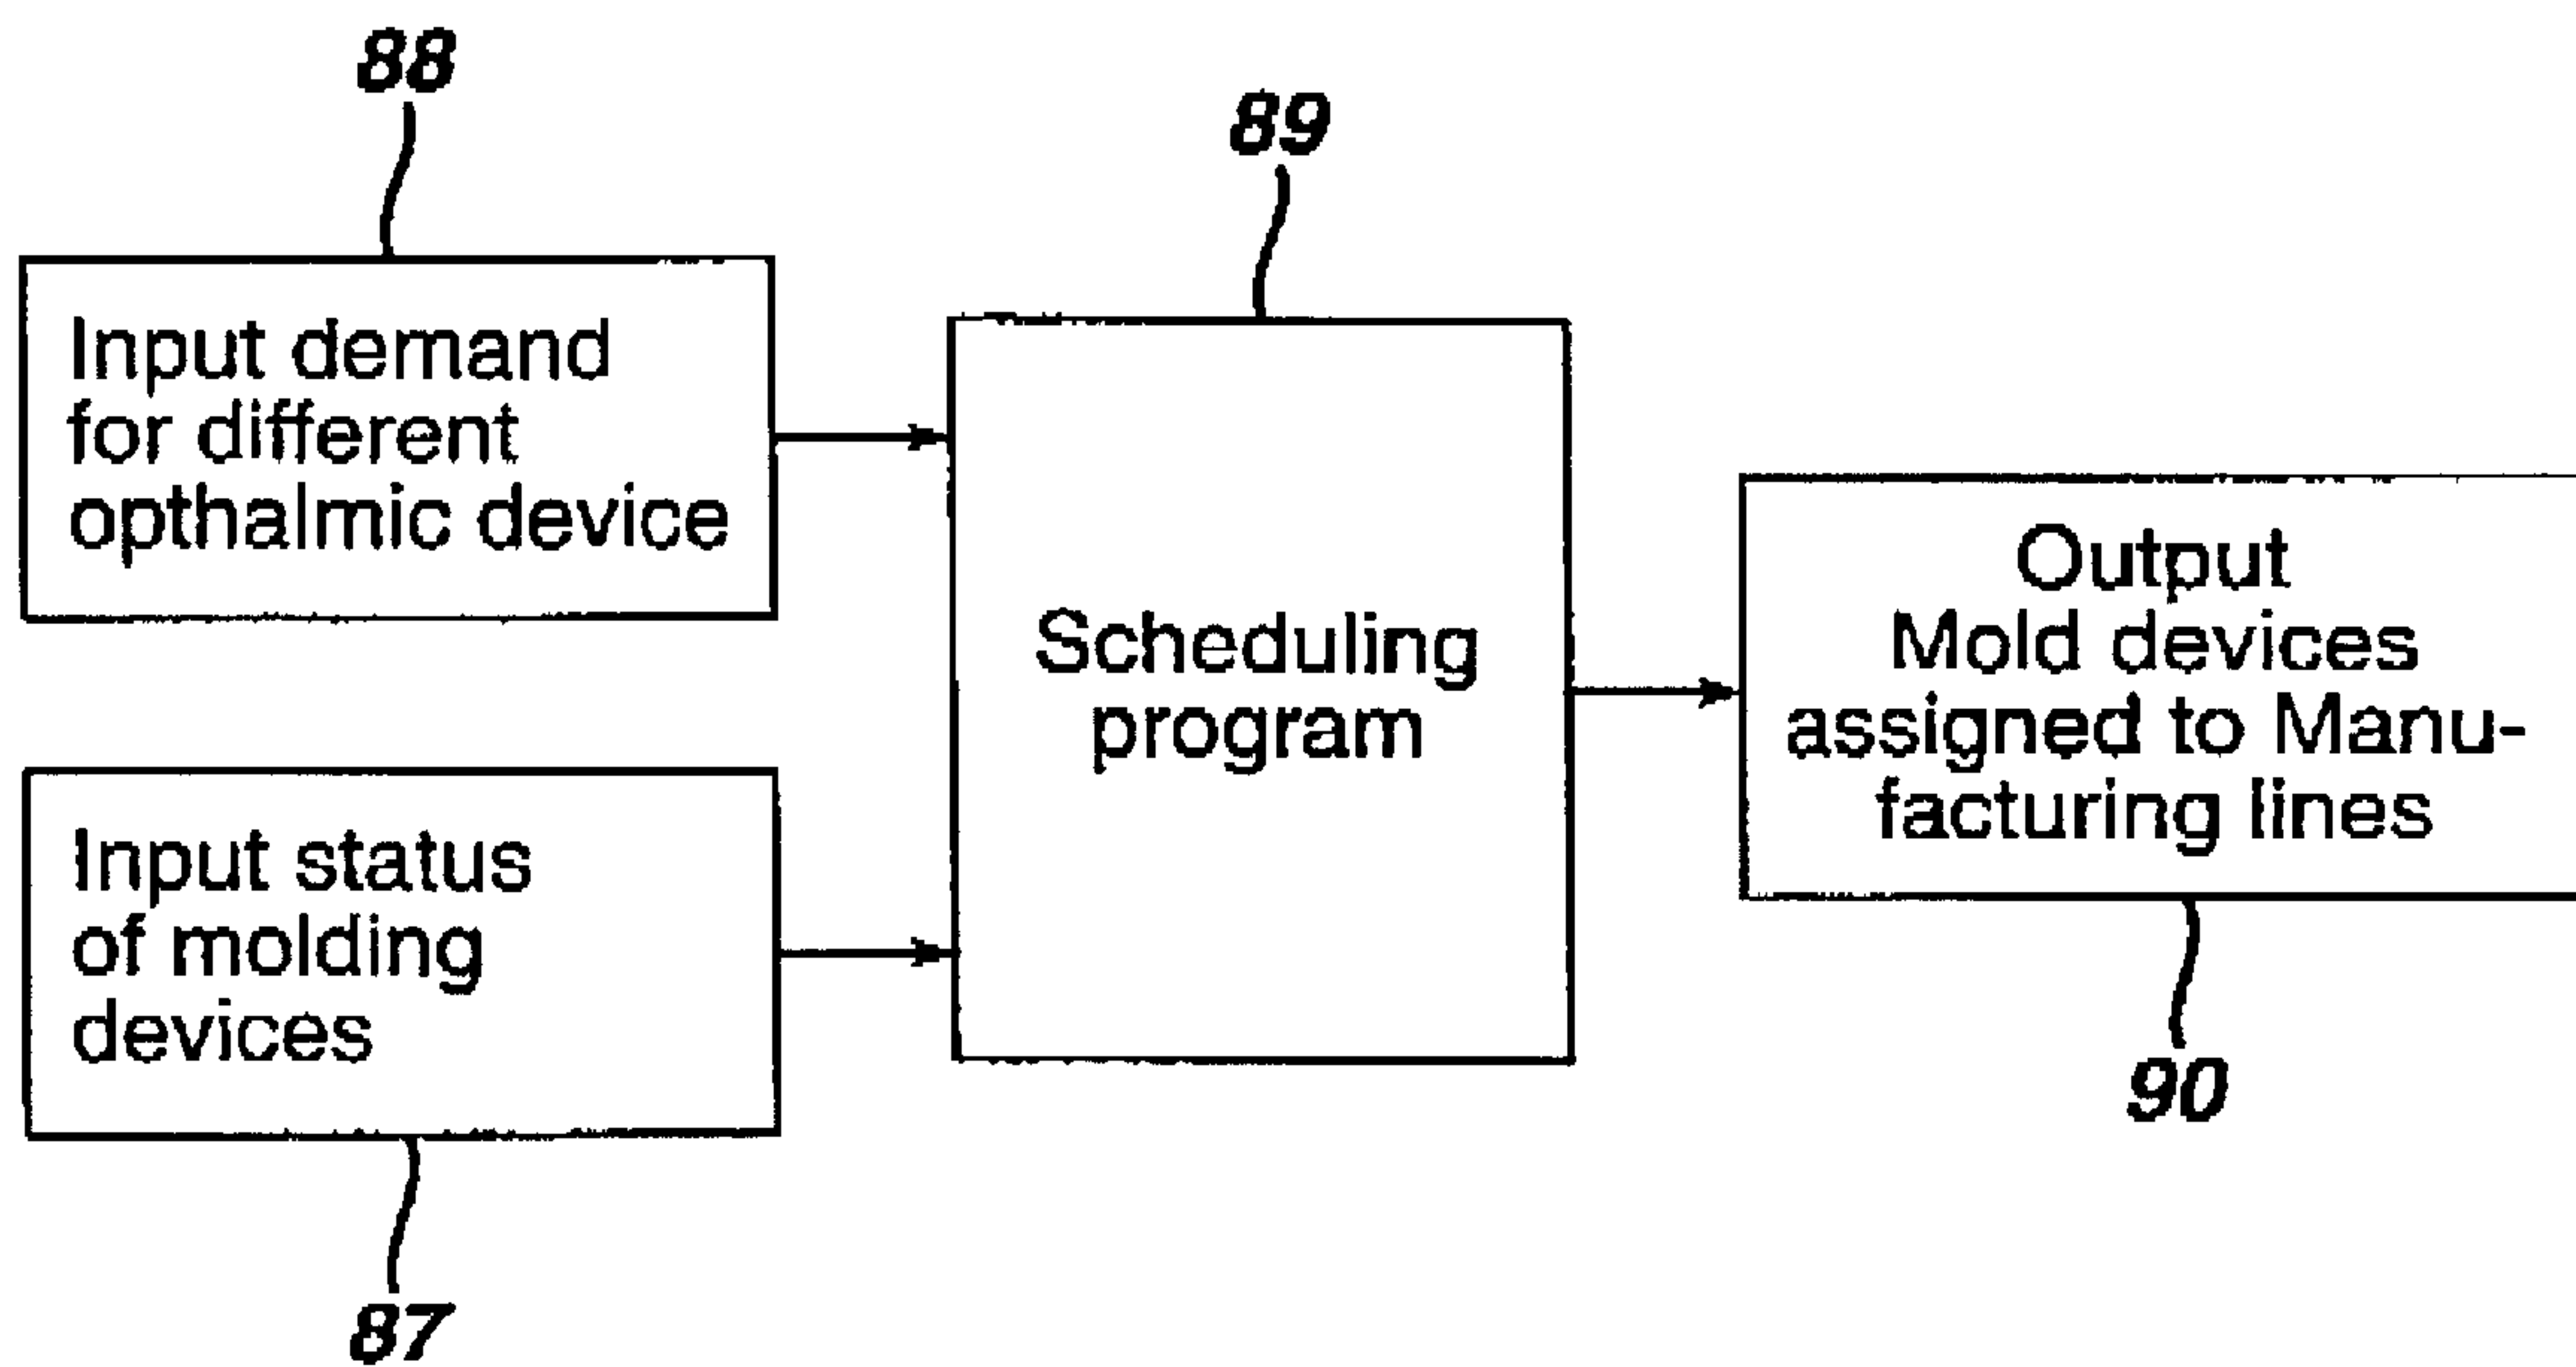 88
Input demand
for different
opthalmic device
89
Scheduling
program
Output
Mold devices
assigned to Manu-
facturing lines
90
Input status
of molding
devices
87